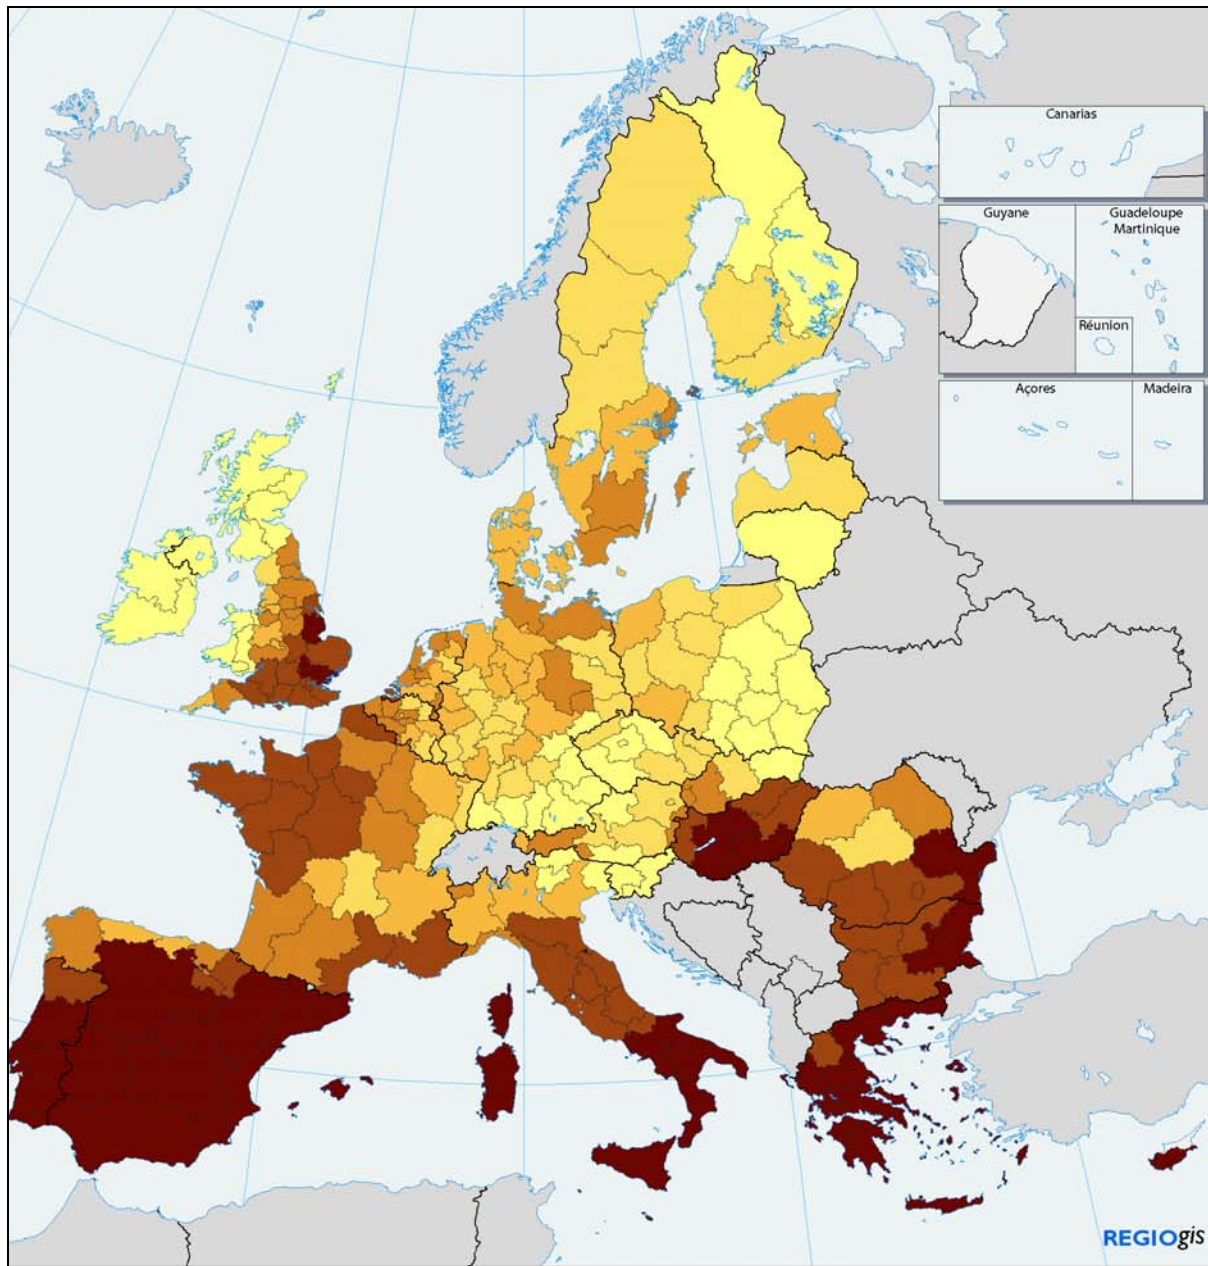 Canarias
Guyane
Guadeloupe
Martinique
Réunion
Açores
Madeira
REGIOgis